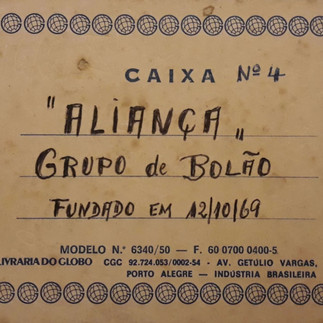 CAIXA Nº 4
"ALIANÇA"
GRUPO de BOLÃO
FUNDADO EM 12/10/69
MODELO N.º 6340/50 - F. 60 0700 0400-5
LIVRARIA DO GLOBO CGC 92.724.053/0002-54 - AV. GETÚLIO VARGAS,
PORTO ALEGRE - INDÚSTRIA BRASILEIRA